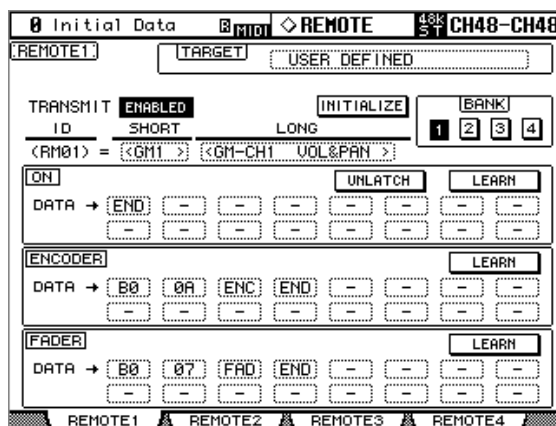 0 Initial Data B MIDI ◇REMOTE 48K ST CH48-CH48
REMOTE1 TARGET USER DEFINED
TRANSMIT ENABLED INITIALIZE BANK
ID SHORT LONG 1 2 3 4
(RM01) = <GM1 > <GM-CH1 VOL&PAN >
ON UNLATCH LEARN
DATA → END - - - - - - -
- - - - - - - -
ENCODER LEARN
DATA → B0 0A ENC END - - - -
- - - - - - - -
FADER LEARN
DATA → B0 07 FAD END - - - -
- - - - - - - -
REMOTE1 REMOTE2 REMOTE3 REMOTE4